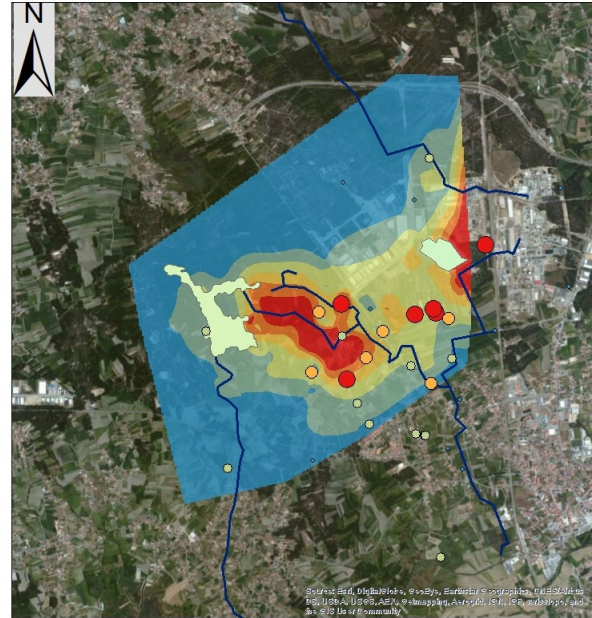 N
Source: Esri, DigitalGlobe, GeoEye, Earthstar Geographics, CNES/Airbus
DS, USDA, USGS, AEX, Getmapping, Aerogrid, IGN, IGP, swisstopo, and
the GIS User Community